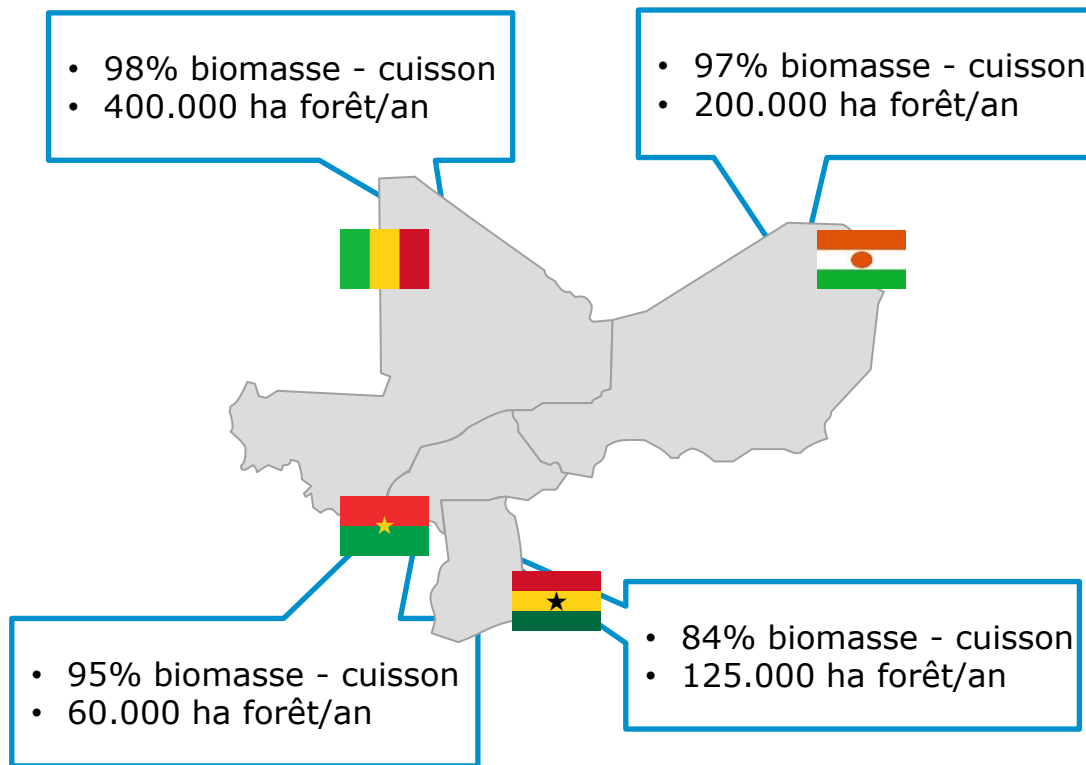 • 98% biomasse - cuisson
• 400.000 ha forêt/an
• 97% biomasse - cuisson
• 200.000 ha forêt/an
• 95% biomasse - cuisson
• 60.000 ha forêt/an
• 84% biomasse - cuisson
• 125.000 ha forêt/an